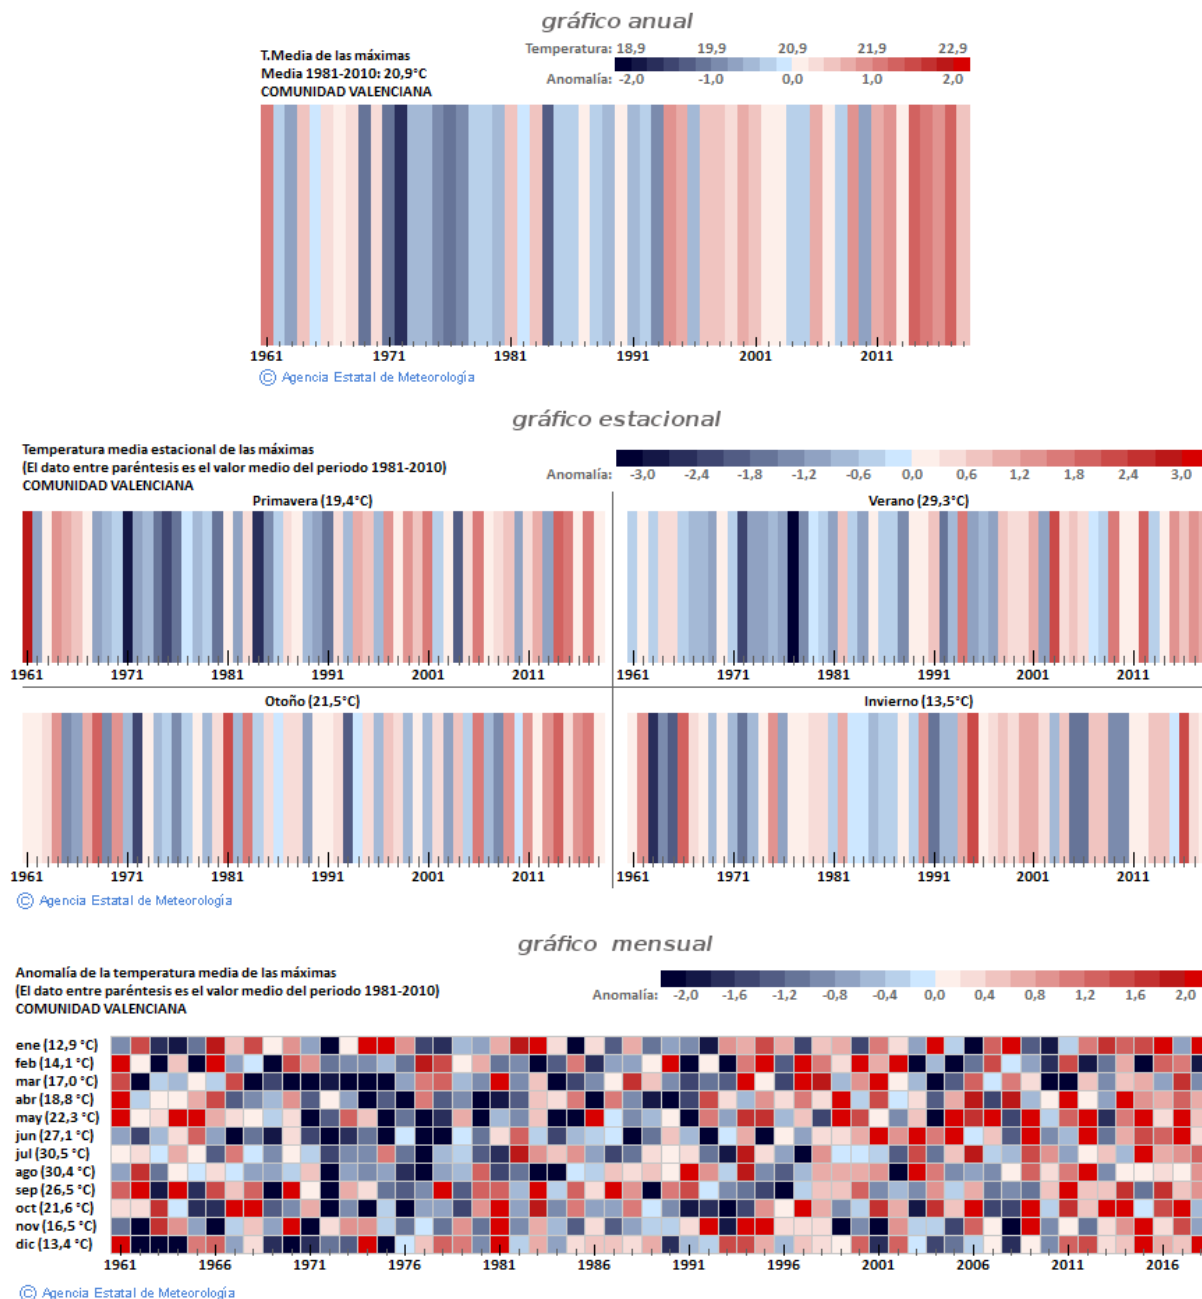 gráfico anual
T.Media de las máximas
Media 1981-2010: 20,9°C
COMUNIDAD VALENCIANA
Temperatura: 18,9 19,9 20,9 21,9 22,9
Anomalía: -2,0 -1,0 0,0 1,0 2,0
1961 1971 1981 1991 2001 2011
© Agencia Estatal de Meteorología
gráfico estacional
Temperatura media estacional de las máximas
(El dato entre paréntesis es el valor medio del periodo 1981-2010)
COMUNIDAD VALENCIANA
Anomalía: -3,0 -2,4 -1,8 -1,2 -0,6 0,0 0,6 1,2 1,8 2,4 3,0
Primavera (19,4°C) Verano (29,3°C)
1961 1971 1981 1991 2001 2011 1961 1971 1981 1991 2001 2011
Otoño (21,5°C) Invierno (13,5°C)
1961 1971 1981 1991 2001 2011 1961 1971 1981 1991 2001 2011
© Agencia Estatal de Meteorología
gráfico mensual
Anomalía de la temperatura media de las máximas
(El dato entre paréntesis es el valor medio del periodo 1981-2010)
COMUNIDAD VALENCIANA
Anomalía: -2,0 -1,6 -1,2 -0,8 -0,4 0,0 0,4 0,8 1,2 1,6 2,0
ene (12,9 °C)
feb (14,1 °C)
mar (17,0 °C)
abr (18,8 °C)
may (22,3 °C)
jun (27,1 °C)
jul (30,5 °C)
ago (30,4 °C)
sep (26,5 °C)
oct (21,6 °C)
nov (16,5 °C)
dic (13,4 °C)
1961 1966 1971 1976 1981 1986 1991 1996 2001 2006 2011 2016
© Agencia Estatal de Meteorología